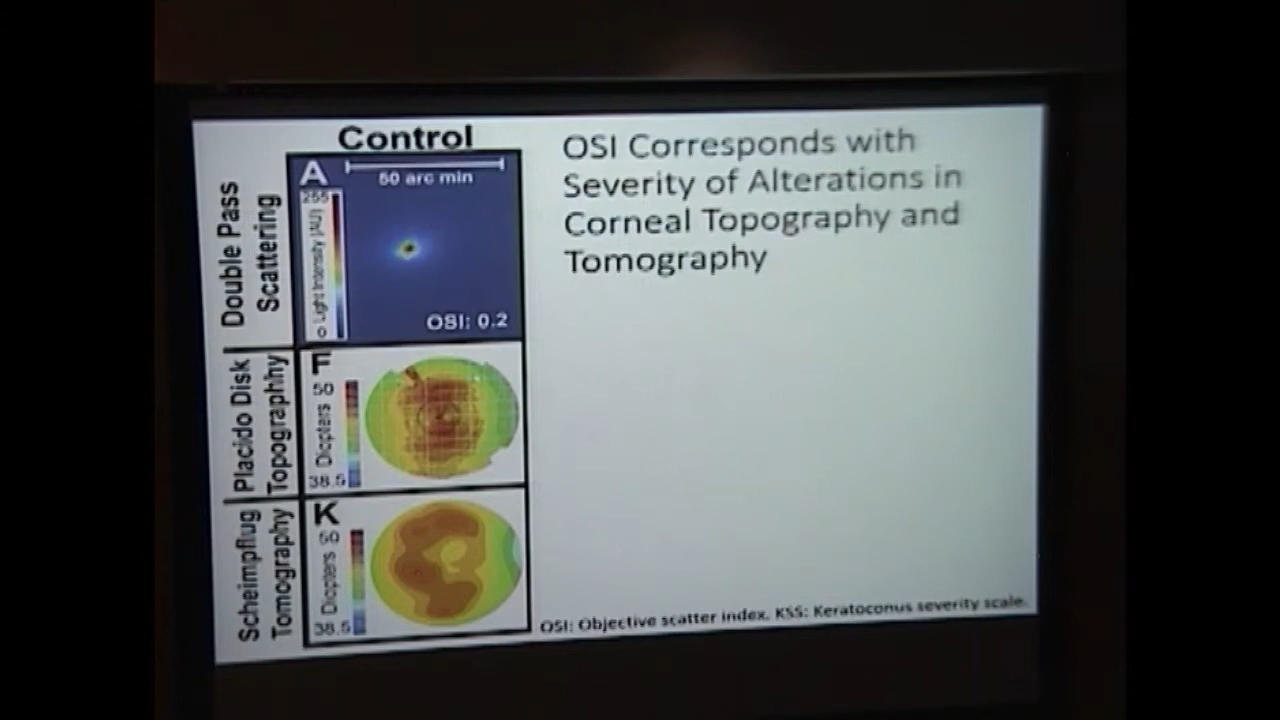 Control
OSI Corresponds with
Severity of Alterations in
Corneal Topography and
Tomography
Double Pass
Scattering
A
50 arc min
255
Light Intensity (AU)
0
OSI: 0.2
Placido Disk
Topographhy
F
50
Diopters
38.5
Scheimpflug
Tomography
K
50
Diopters
38.5
OSI: Objective scatter index. KSS: Keratoconus severity scale.